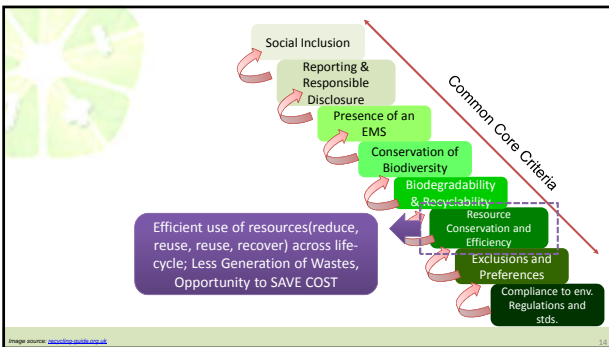 Social Inclusion
Reporting &
Responsible
Disclosure
Presence of an
EMS
Conservation of
Biodiversity
Biodegradability
& Recyclability
Resource
Conservation and
Efficiency
Exclusions and
Preferences
Compliance to env.
Regulations and
stds.
Common Core Criteria
Efficient use of resources(reduce,
reuse, reuse, recover) across life-
cycle; Less Generation of Wastes,
Opportunity to SAVE COST
Image source: recycling-guide.org.uk
14